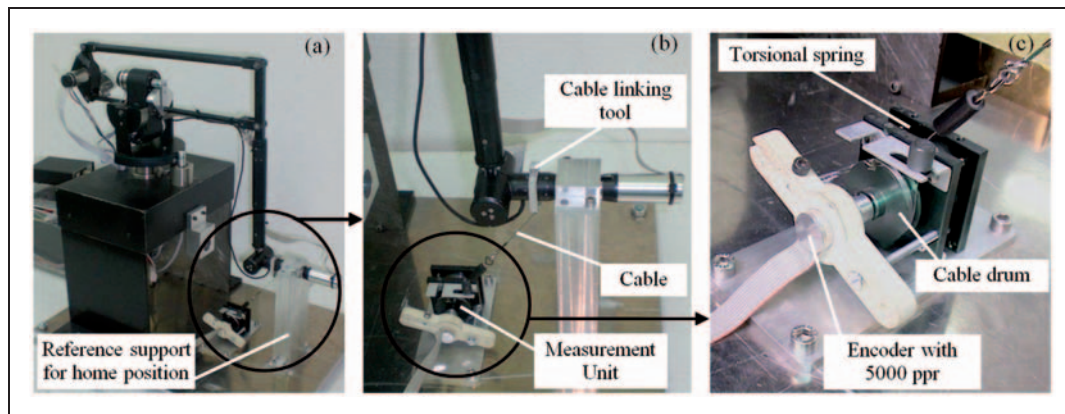 (a)
Reference support
for home position
(b)
Cable linking
tool
Cable
Measurement
Unit
(c)
Torsional spring
Cable drum
Encoder with
5000 ppr